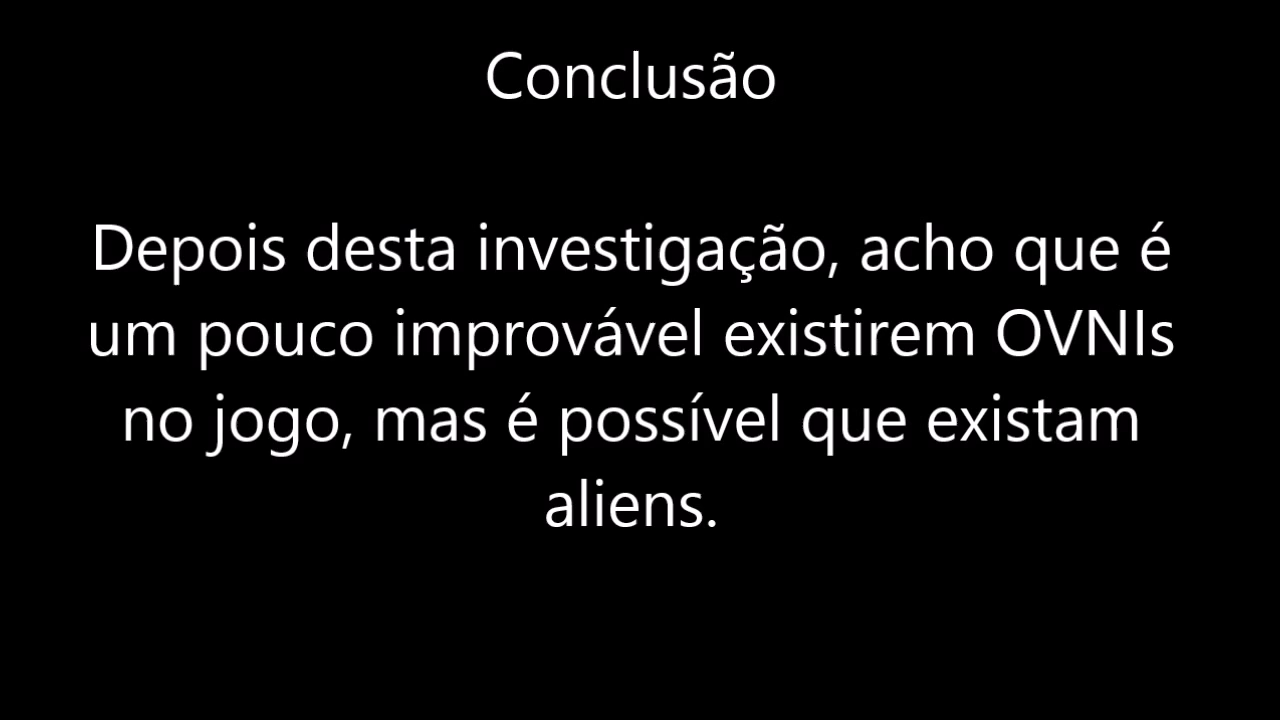 Conclusão
Depois desta investigação, acho que é
um pouco improvável existirem OVNIs
no jogo, mas é possível que existam
aliens.